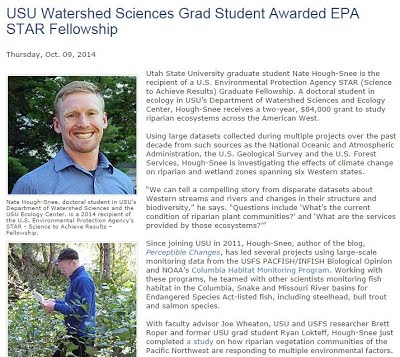 USU Watershed Sciences Grad Student Awarded EPA
STAR Fellowship
Thursday, Oct. 09, 2014
Utah State University graduate student Nate Hough-Snee is the
recipient of a U.S. Environmental Protection Agency STAR (Science
to Achieve Results) Graduate Fellowship. A doctoral student in
ecology in USU's Department of Watershed Sciences and Ecology
Center, Hough-Snee receives a two-year, $84,000 grant to study
riparian ecosystems across the American West.
Using large datasets collected during multiple projects over the past
decade from such sources as the National Oceanic and Atmospheric
Administration, the U.S. Geological Survey and the U.S. Forest
Services, Hough-Snee is investigating the effects of climate change
on riparian and wetland zones spanning six Western states.
"We can tell a compelling story from disparate datasets about
Western streams and rivers and changes in their structure and
biodiversity," he says. "Questions include 'What's the current
condition of riparian plant communities?' and 'What are the services
provided by those ecosystems?'"
Since joining USU in 2011, Hough-Snee, author of the blog,
Perceptible Changes, has led several projects using large-scale
monitoring data from the USFS PACFISH/INFISH Biological Opinion
and NOAA's Columbia Habitat Monitoring Program. Working with
these programs, he teamed with other scientists monitoring fish
habitat in the Columbia, Snake and Missouri River basins for
Endangered Species Act-listed fish, including steelhead, bull trout
and salmon species.
With faculty advisor Joe Wheaton, USU and USFS researcher Brett
Roper and former USU grad student Ryan Lokteff, Hough-Snee just
completed a study on how riparian vegetation communities of the
Pacific Northwest are responding to multiple environmental factors.
Nate Hough-Snee, doctoral student in USU's
Department of Watershed Sciences and the
USU Ecology Center, is a 2014 recipient of
the U.S. Environmental Protection Agency's
STAR - Science to Achieve Results –
Fellowship.